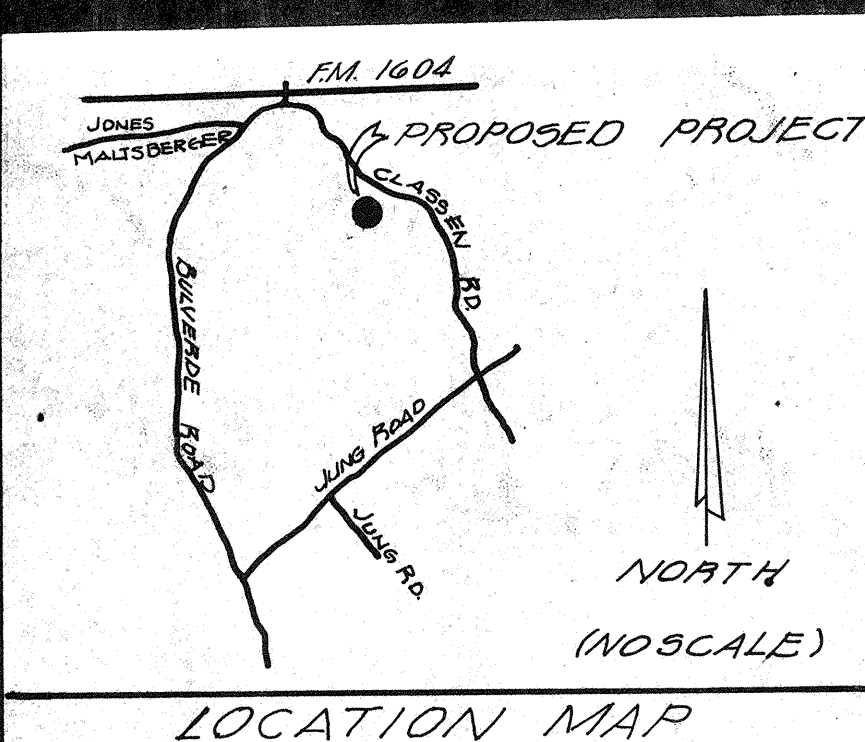 F.M. 1604
JONES
MALTSBERGER
PROPOSED PROJECT
CLASSEN RD.
BULVERDE ROAD
JUNG ROAD
JUNG RD.
NORTH
(NO SCALE)
LOCATION MAP